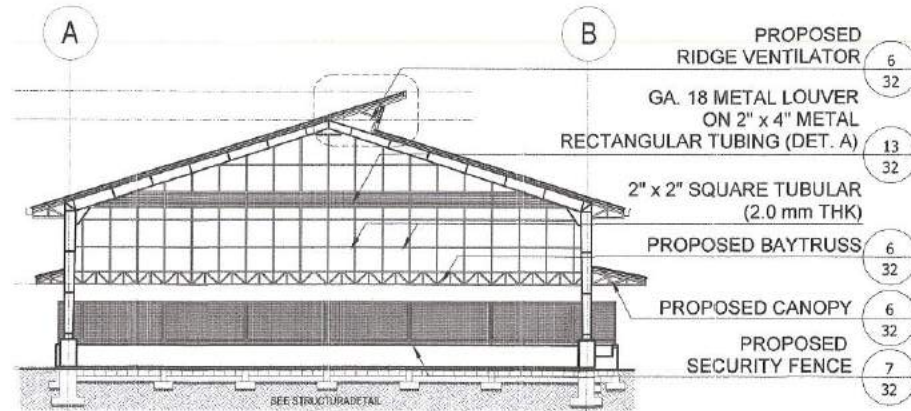 A
B
PROPOSED
RIDGE VENTILATOR
6
32
GA. 18 METAL LOUVER
ON 2" x 4" METAL
RECTANGULAR TUBING (DET. A)
13
32
2" x 2" SQUARE TUBULAR
(2.0 mm THK)
PROPOSED BAYTRUSS
6
32
PROPOSED CANOPY
6
32
PROPOSED
SECURITY FENCE
7
32
SEE STRUCTURADETAIL